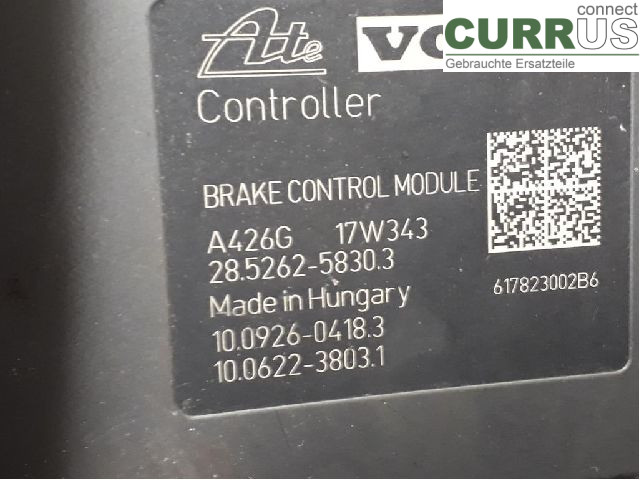 connect
CURRUS
Gebrauchte Ersatzteile
Ate
Controller
BRAKE CONTROL MODULE
A426G 17W343
28.5262-5830.3
Made in Hungary
10.0926-0418.3
10.0622-3803.1
617823002B6